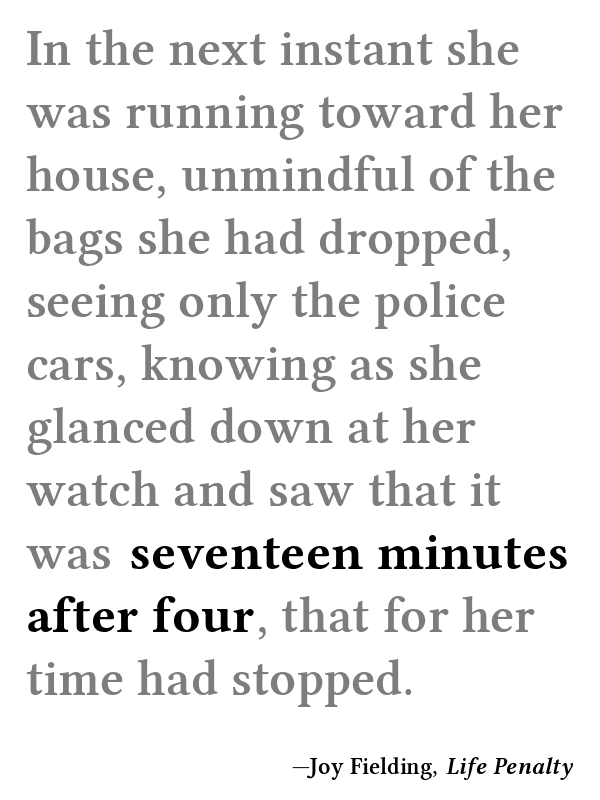 In the next instant she
was running toward her
house, unmindful of the
bags she had dropped,
seeing only the police
cars, knowing as she
glanced down at her
watch and saw that it
was seventeen minutes
after four, that for her
time had stopped.
—Joy Fielding, Life Penalty